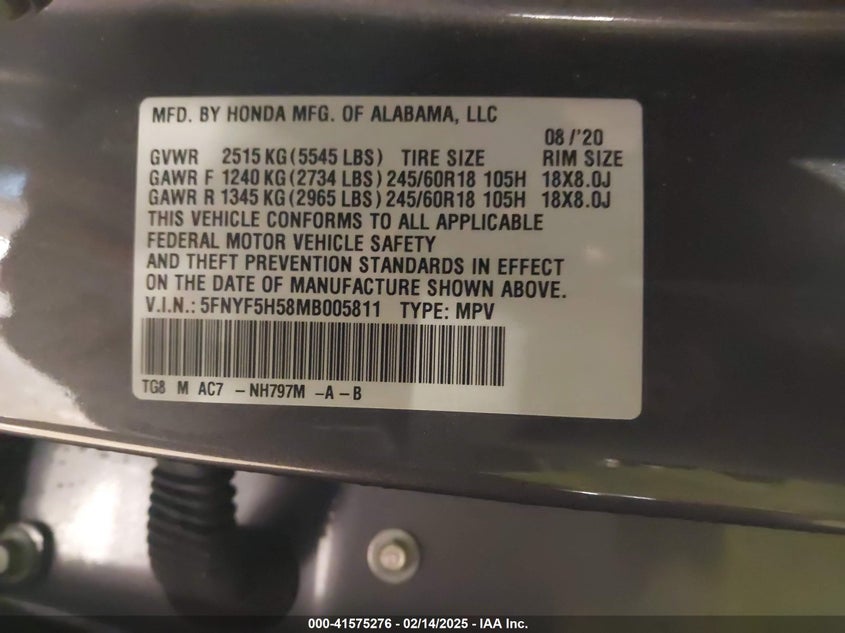 MFD. BY HONDA MFG. OF ALABAMA, LLC
08 /'20
GVWR 2515 KG (5545 LBS) TIRE SIZE RIM SIZE
GAWR F 1240 KG (2734 LBS) 245/60R18 105H 18X8.0J
GAWR R 1345 KG (2965 LBS) 245/60R18 105H 18X8.0J
THIS VEHICLE CONFORMS TO ALL APPLICABLE
FEDERAL MOTOR VEHICLE SAFETY
AND THEFT PREVENTION STANDARDS IN EFFECT
ON THE DATE OF MANUFACTURE SHOWN ABOVE.
V.I.N.: 5FNYF5H58MB005811 TYPE: MPV
TG8 M AC7 – NH797M –A – B
000-41575276 – 02/14/2025 – IAA Inc.